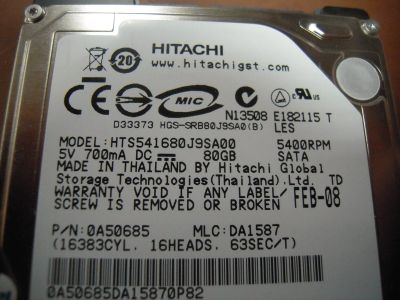 HITACHI
20
www.hitachigst.com
CE MIC N
N13508 E182115 T
D33373 HGS-SRB80J9SA0(B) LES
MODEL:HTS541680J9SA00 5400RPM
5V 700mA DC 80GB SATA
MADE IN THAILAND BY Hitachi Global
Storage Technologies(Thailand).Ltd. TD
WARRANTY VOID IF ANY LABEL/
SCREW IS REMOVED OR BROKEN FEB-08
P/N:0A50685 MLC:DA1587
(16383CYL. 16HEADS. 63SEC/T)
0A50685DA15870P82